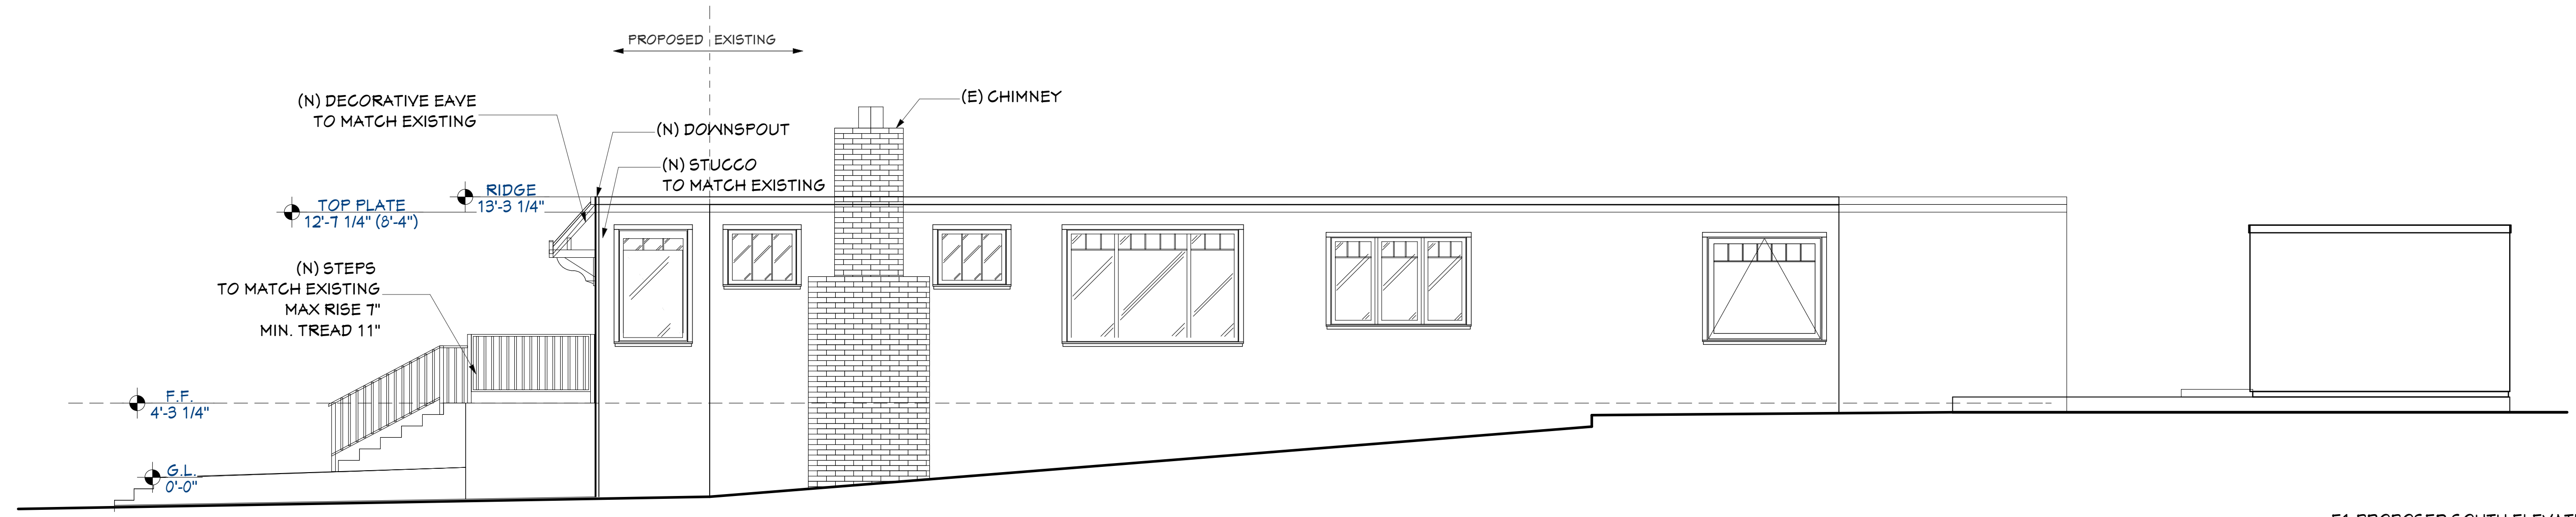 PROPOSED EXISTING
(N) DECORATIVE EAVE
TO MATCH EXISTING
(E) CHIMNEY
(N) DOWNSPOUT
(N) STUCCO
TO MATCH EXISTING
RIDGE
13'-3 1/4"
TOP PLATE
12'-7 1/4" (8'-4")
(N) STEPS
TO MATCH EXISTING
MAX RISE 7"
MIN. TREAD 11"
F.F.
4'-3 1/4"
G.L.
0'-0"